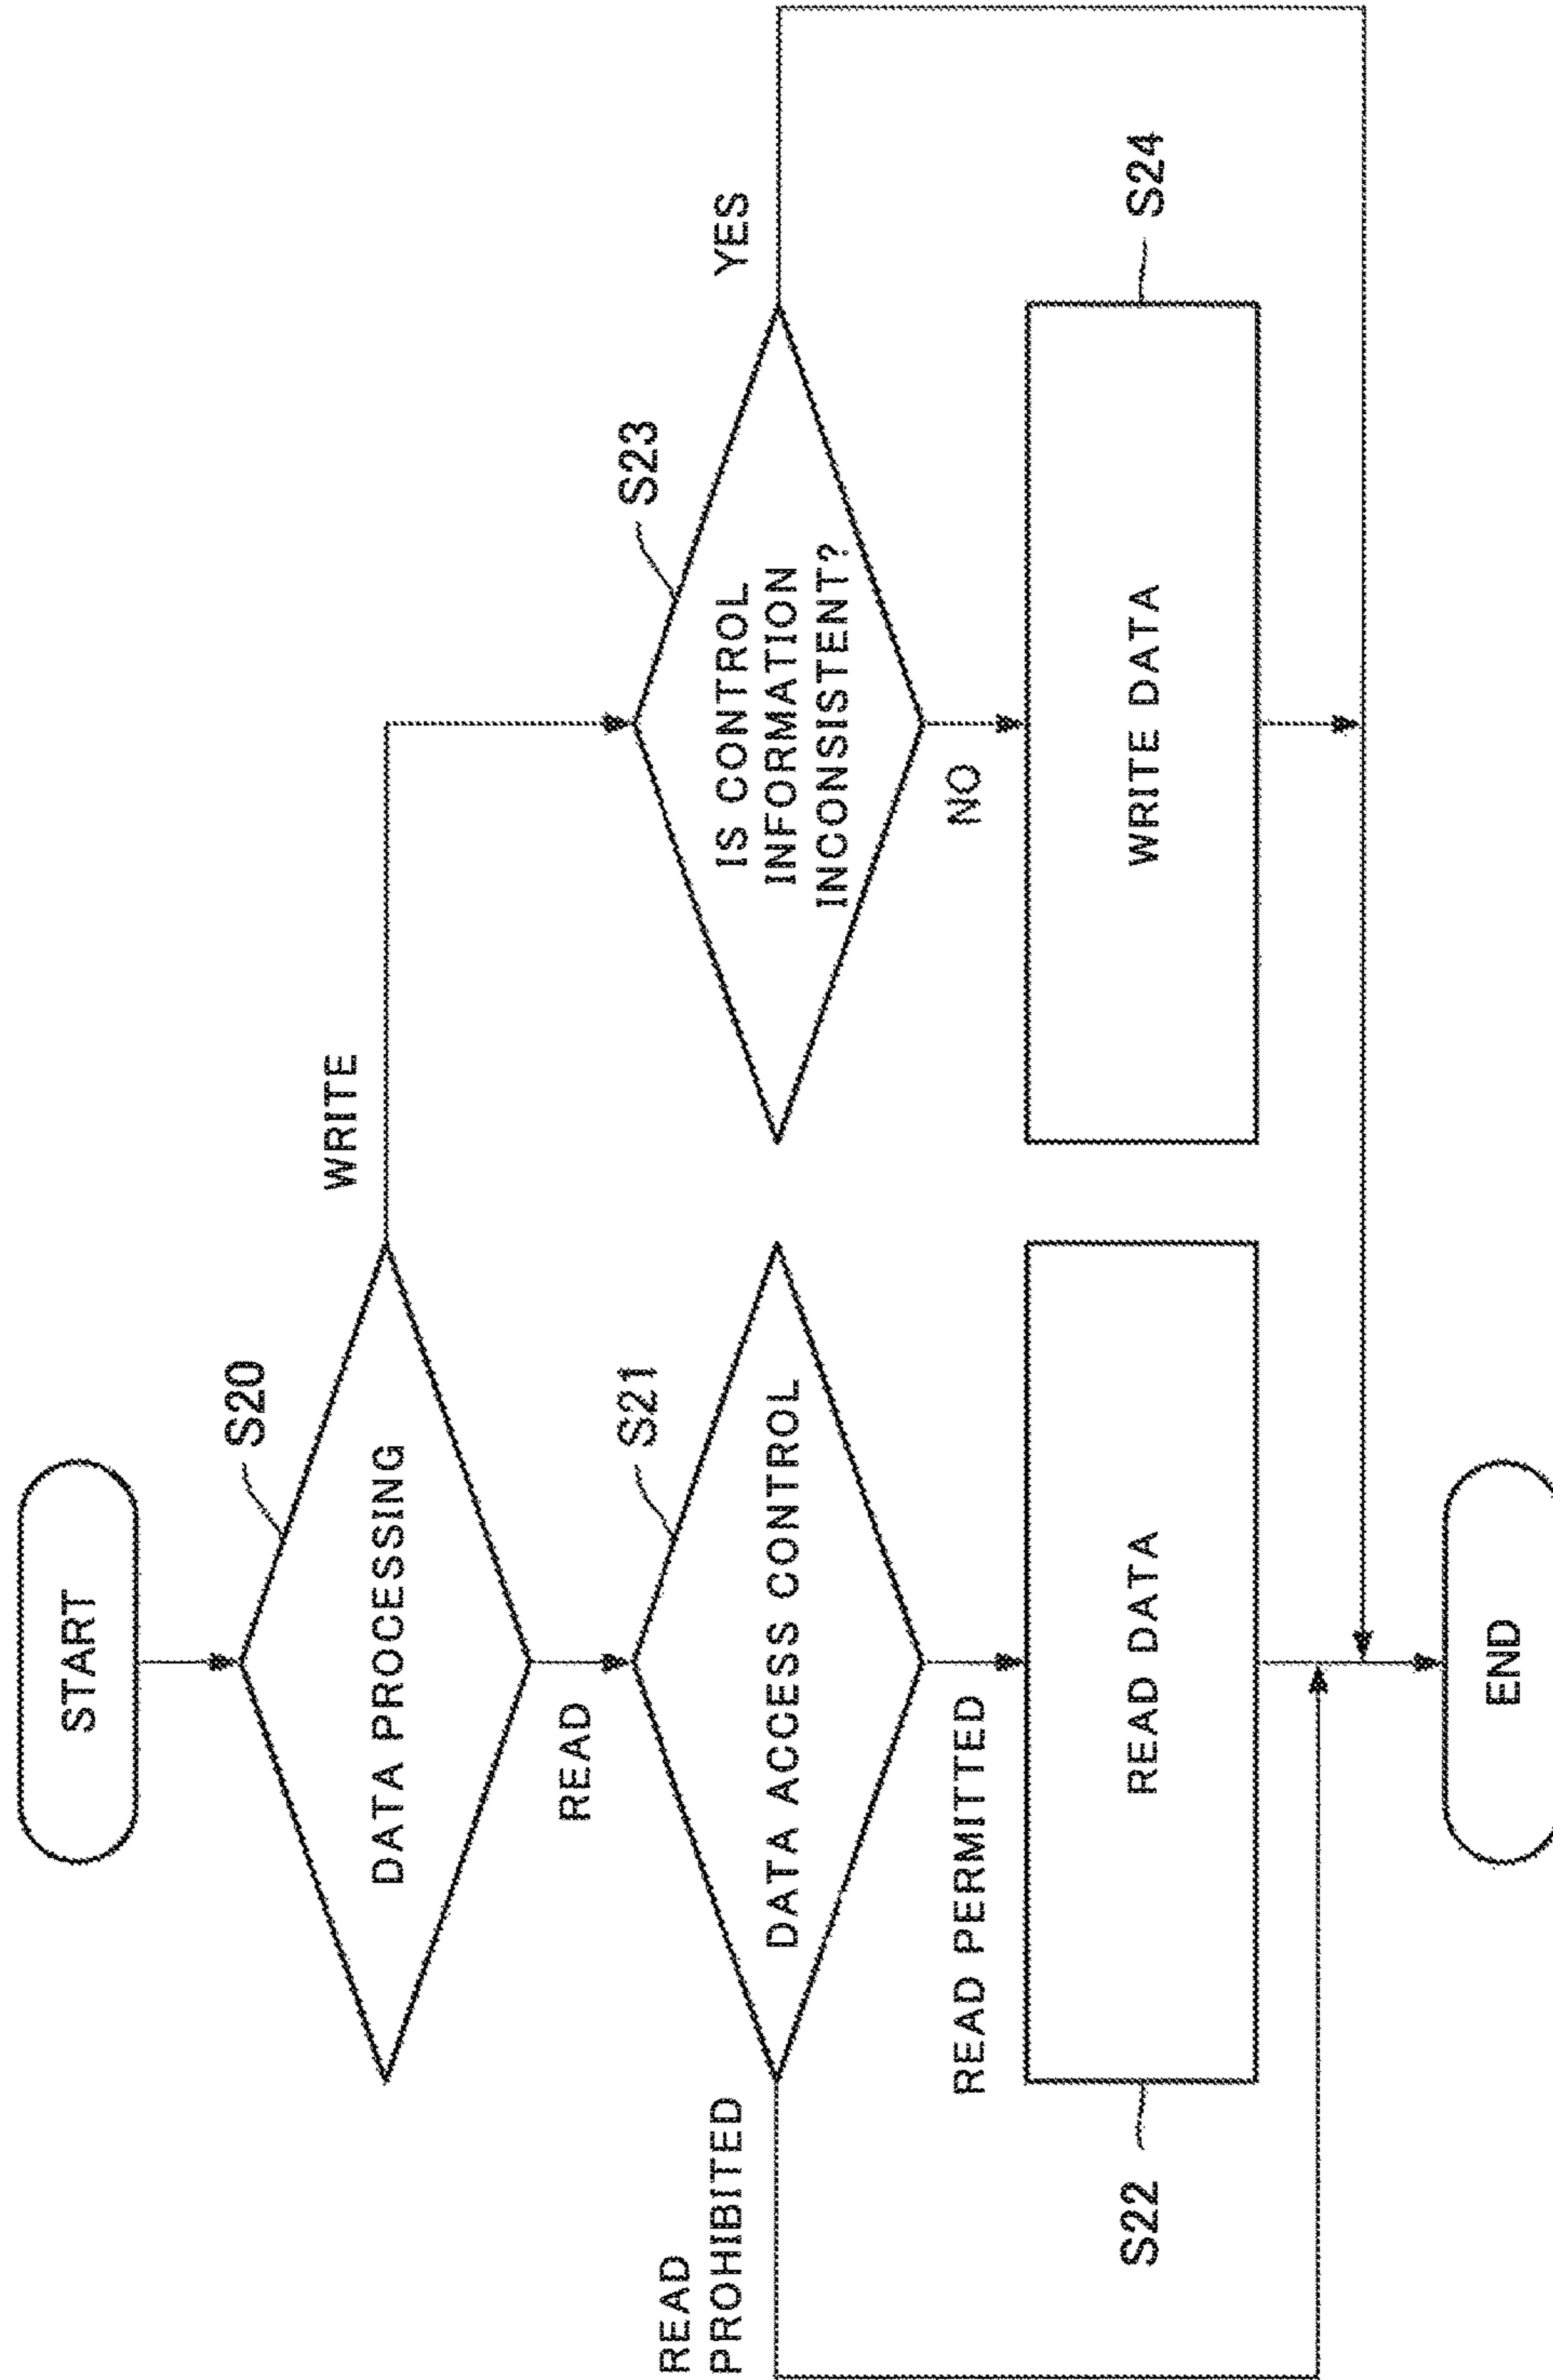 START
S20
DATA PROCESSING
WRITE
READ
S21
DATA ACCESS CONTROL
READ
PROHIBITED
READ PERMITTED
S22
READ DATA
S23
IS CONTROL
INFORMATION
INCONSISTENT?
YES
NO
S24
WRITE DATA
END